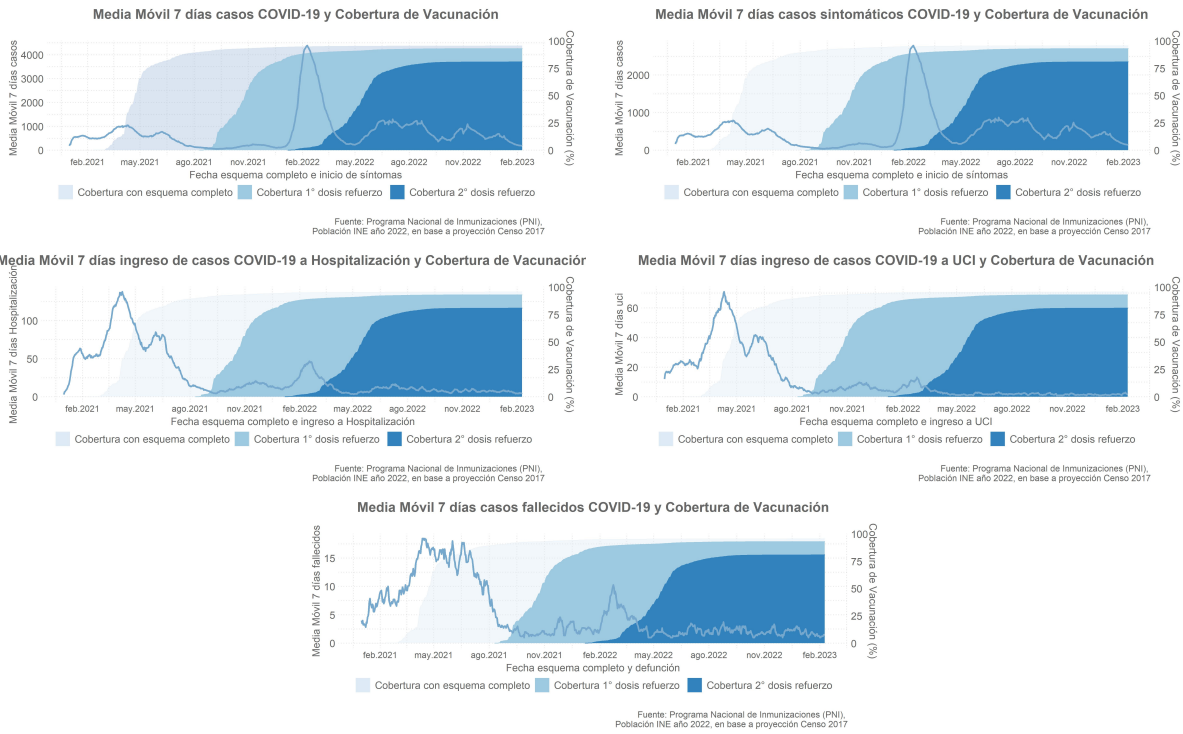 Media Móvil 7 días casos COVID-19 y Cobertura de Vacunación
Media Móvil 7 días casos
4000
3000
2000
1000
0
Cobertura de Vacunación (%)
100
75
50
25
0
feb.2021 may.2021 ago.2021 nov.2021 feb.2022 may.2022 ago.2022 nov.2022 feb.2023
Fecha esquema completo e inicio de síntomas
Cobertura con esquema completo Cobertura 1° dosis refuerzo Cobertura 2° dosis refuerzo
Fuente: Programa Nacional de Inmunizaciones (PNI),
Población INE año 2022, en base a proyección Censo 2017
Media Móvil 7 días casos sintomáticos COVID-19 y Cobertura de Vacunación
Media Móvil 7 días casos
2000
1000
0
Cobertura de Vacunación (%)
100
75
50
25
0
feb.2021 may.2021 ago.2021 nov.2021 feb.2022 may.2022 ago.2022 nov.2022 feb.2023
Fecha esquema completo e inicio de síntomas
Cobertura con esquema completo Cobertura 1° dosis refuerzo Cobertura 2° dosis refuerzo
Fuente: Programa Nacional de Inmunizaciones (PNI),
Población INE año 2022, en base a proyección Censo 2017
Media Móvil 7 días ingreso de casos COVID-19 a Hospitalización y Cobertura de Vacunación
Media Móvil 7 días Hospitalización
100
50
0
Cobertura de Vacunación (%)
100
75
50
25
0
feb.2021 may.2021 ago.2021 nov.2021 feb.2022 may.2022 ago.2022 nov.2022 feb.2023
Fecha esquema completo e ingreso a Hospitalización
Cobertura con esquema completo Cobertura 1° dosis refuerzo Cobertura 2° dosis refuerzo
Fuente: Programa Nacional de Inmunizaciones (PNI),
Población INE año 2022, en base a proyección Censo 2017
Media Móvil 7 días ingreso de casos COVID-19 a UCI y Cobertura de Vacunación
Media Móvil 7 días uci
60
40
20
0
Cobertura de Vacunación (%)
100
75
50
25
0
feb.2021 may.2021 ago.2021 nov.2021 feb.2022 may.2022 ago.2022 nov.2022 feb.2023
Fecha esquema completo e ingreso a UCI
Cobertura con esquema completo Cobertura 1° dosis refuerzo Cobertura 2° dosis refuerzo
Fuente: Programa Nacional de Inmunizaciones (PNI),
Población INE año 2022, en base a proyección Censo 2017
Media Móvil 7 días casos fallecidos COVID-19 y Cobertura de Vacunación
Media Móvil 7 días fallecidos
15
10
5
0
Cobertura de Vacunación (%)
100
75
50
25
0
feb.2021 may.2021 ago.2021 nov.2021 feb.2022 may.2022 ago.2022 nov.2022 feb.2023
Fecha esquema completo y defunción
Cobertura con esquema completo Cobertura 1° dosis refuerzo Cobertura 2° dosis refuerzo
Fuente: Programa Nacional de Inmunizaciones (PNI),
Población INE año 2022, en base a proyección Censo 2017